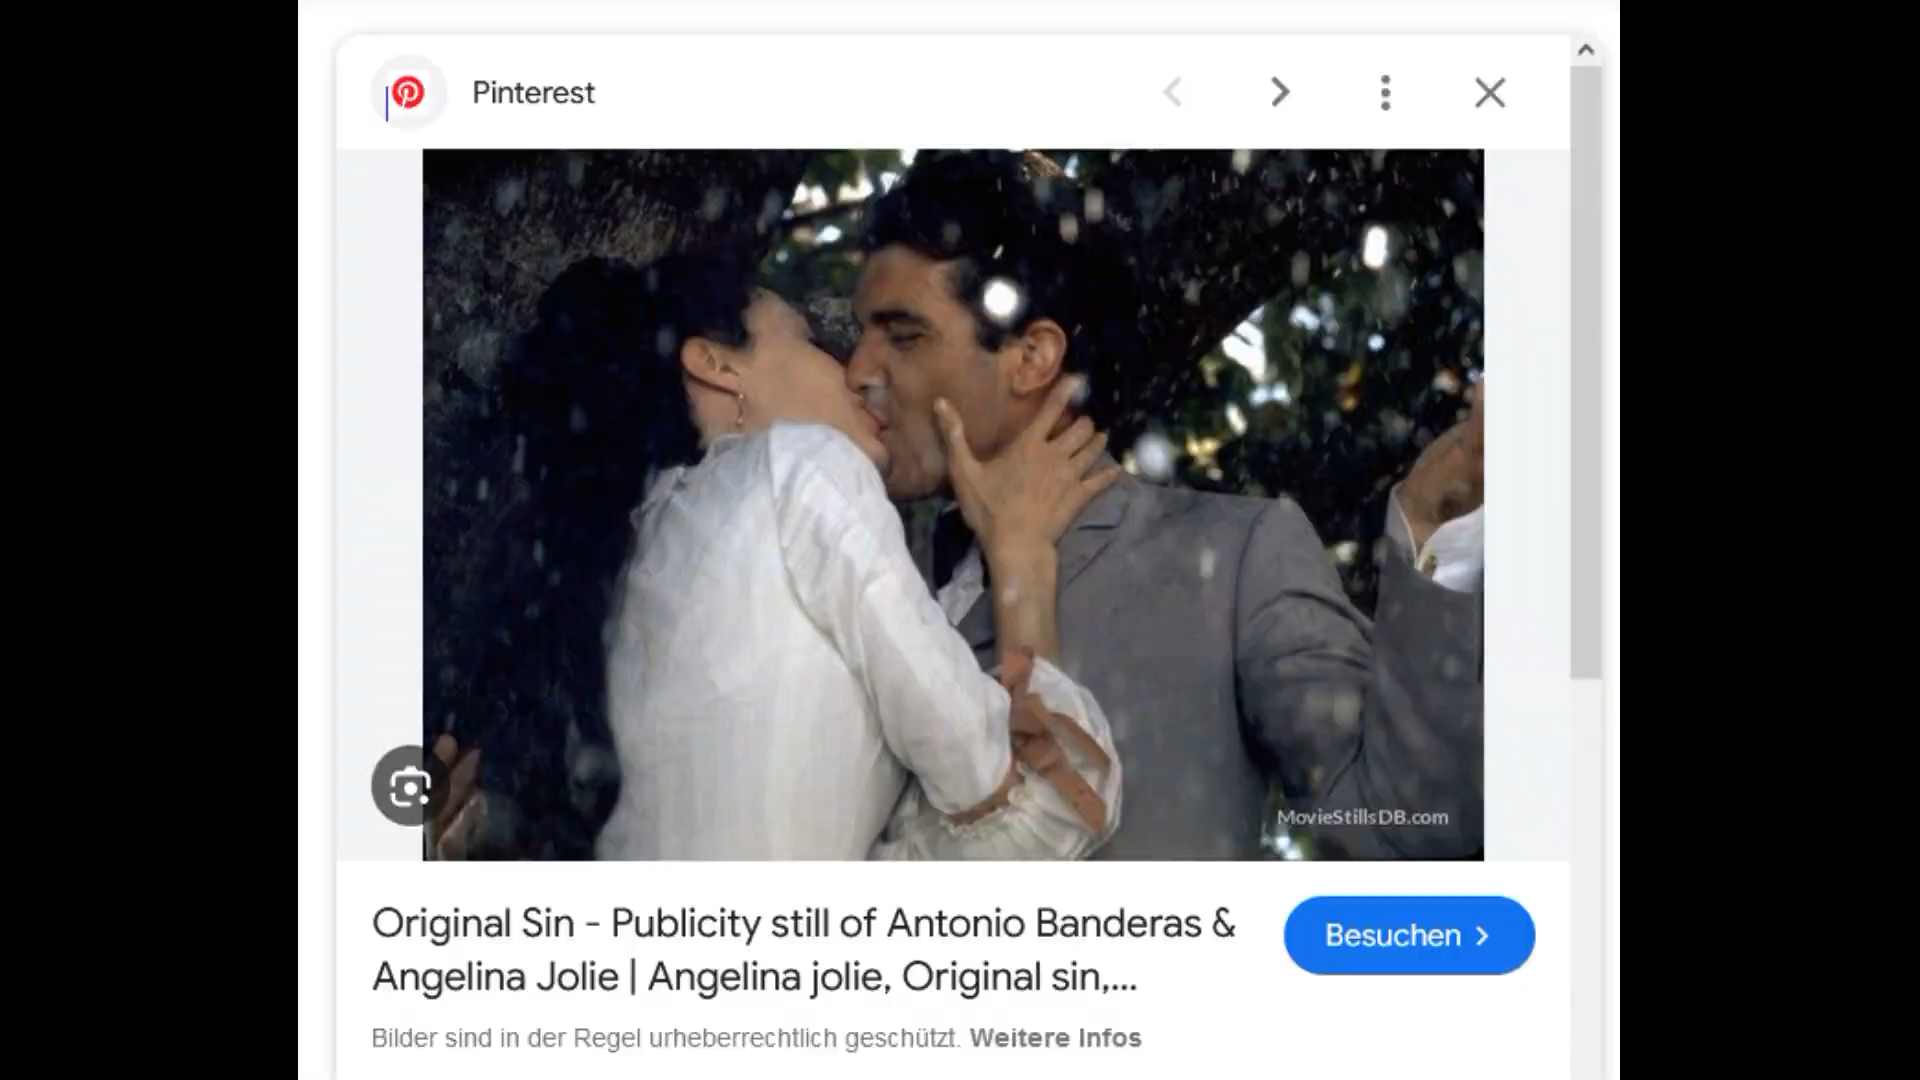 Pinterest
MovieStillsDB.com
Original Sin - Publicity still of Antonio Banderas &
Angelina Jolie | Angelina jolie, Original sin,...
Besuchen
Bilder sind in der Regel urheberrechtlich geschützt. Weitere Infos